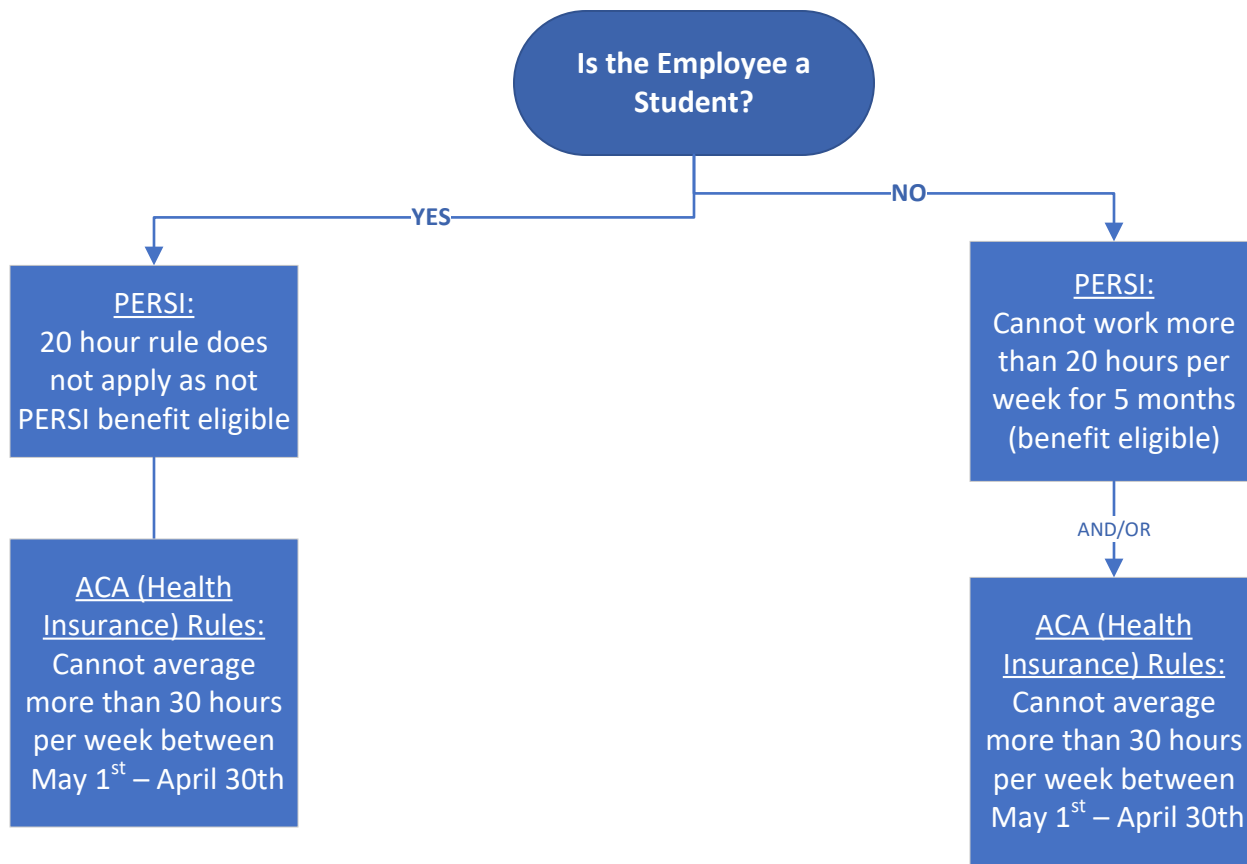 Is the Employee a
Student?
YES
NO
PERSI:
20 hour rule does
not apply as not
PERSI benefit eligible
PERSI:
Cannot work more
than 20 hours per
week for 5 months
(benefit eligible)
AND/OR
ACA (Health
Insurance) Rules:
Cannot average
more than 30 hours
per week between
May 1st – April 30th
ACA (Health
Insurance) Rules:
Cannot average
more than 30 hours
per week between
May 1st – April 30th